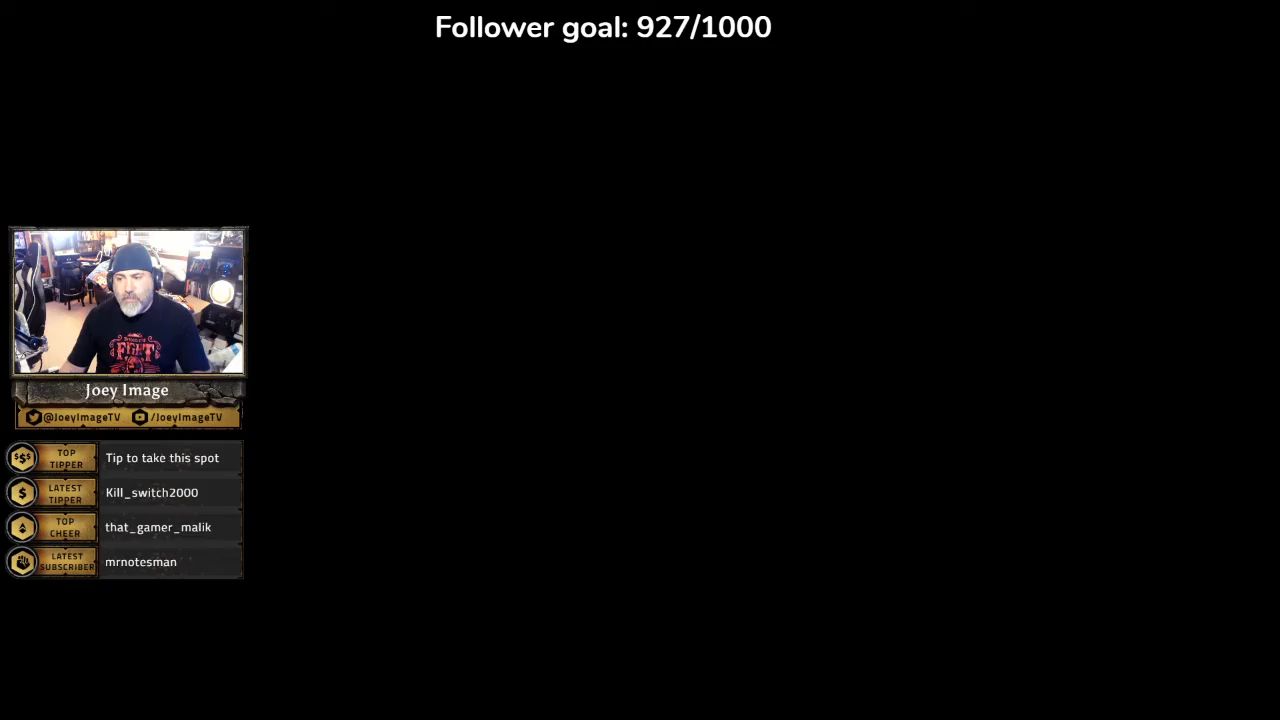 Follower goal: 927/1000
FGHT
Joey Image
@JoeyImageTV /JoeyImageTV
TOP TIPPER
Tip to take this spot
LATEST TIPPER
Kill_switch2000
TOP CHEER
that_gamer_malik
LATEST SUBSCRIBER
mrnotesman